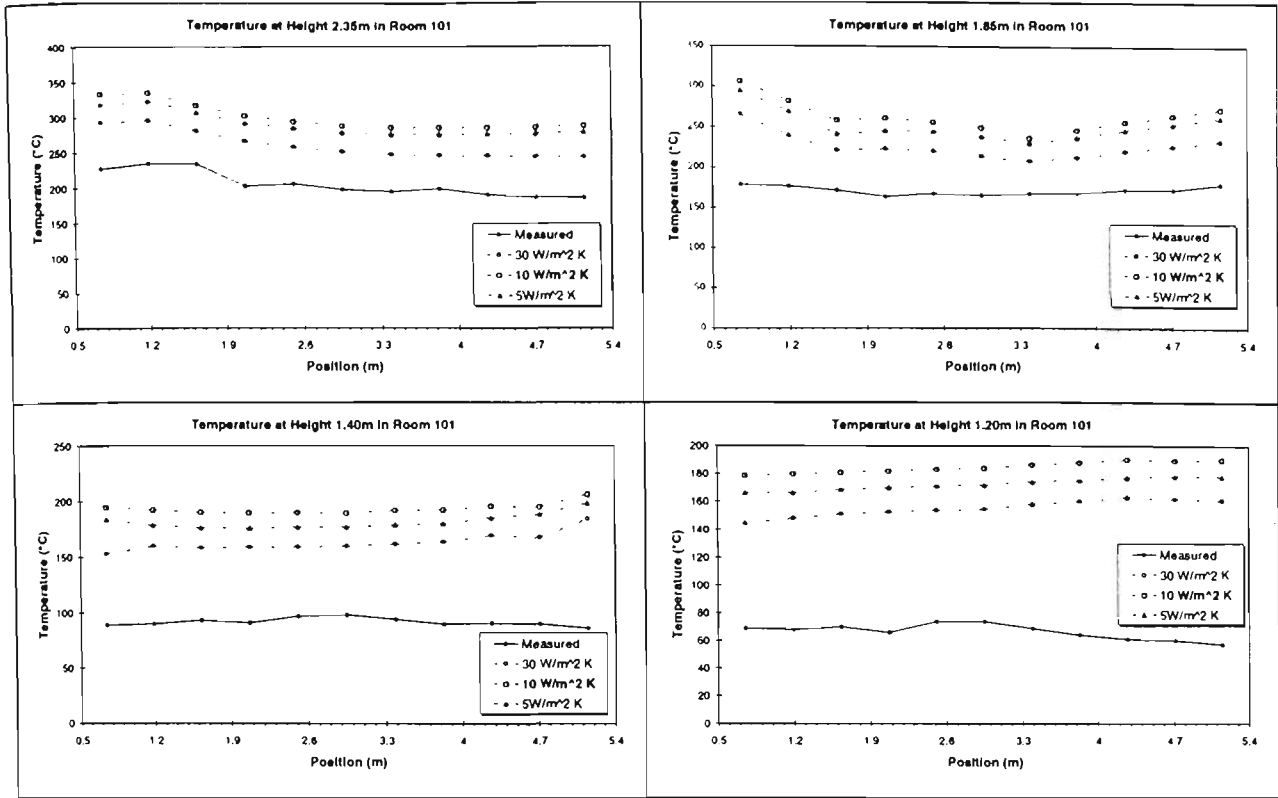 Temperature at Height 2.35m in Room 101
400
350
300
250
200
150
100
50
0
Temperature (°C)
0.5 1.2 1.9 2.6 3.3 4 4.7 5.4
Position (m)
Measured
30 W/m^2 K
10 W/m^2 K
5W/m^2 K
Temperature at Height 1.85m in Room 101
300
250
200
150
100
50
0
Temperature (°C)
0.5 1.2 1.9 2.6 3.3 4 4.7 5.4
Position (m)
Measured
30 W/m^2 K
10 W/m^2 K
5W/m^2 K
Temperature at Height 1.40m in Room 101
250
200
150
100
50
0
Temperature (°C)
0.5 1.2 1.9 2.6 3.3 4 4.7 5.4
Position (m)
Measured
30 W/m^2 K
10 W/m^2 K
5W/m^2 K
Temperature at Height 1.20m in Room 101
200
180
160
140
120
100
80
60
40
20
0
Temperature (°C)
0.5 1.2 1.9 2.6 3.3 4 4.7 5.4
Position (m)
Measured
30 W/m^2 K
10 W/m^2 K
5W/m^2 K